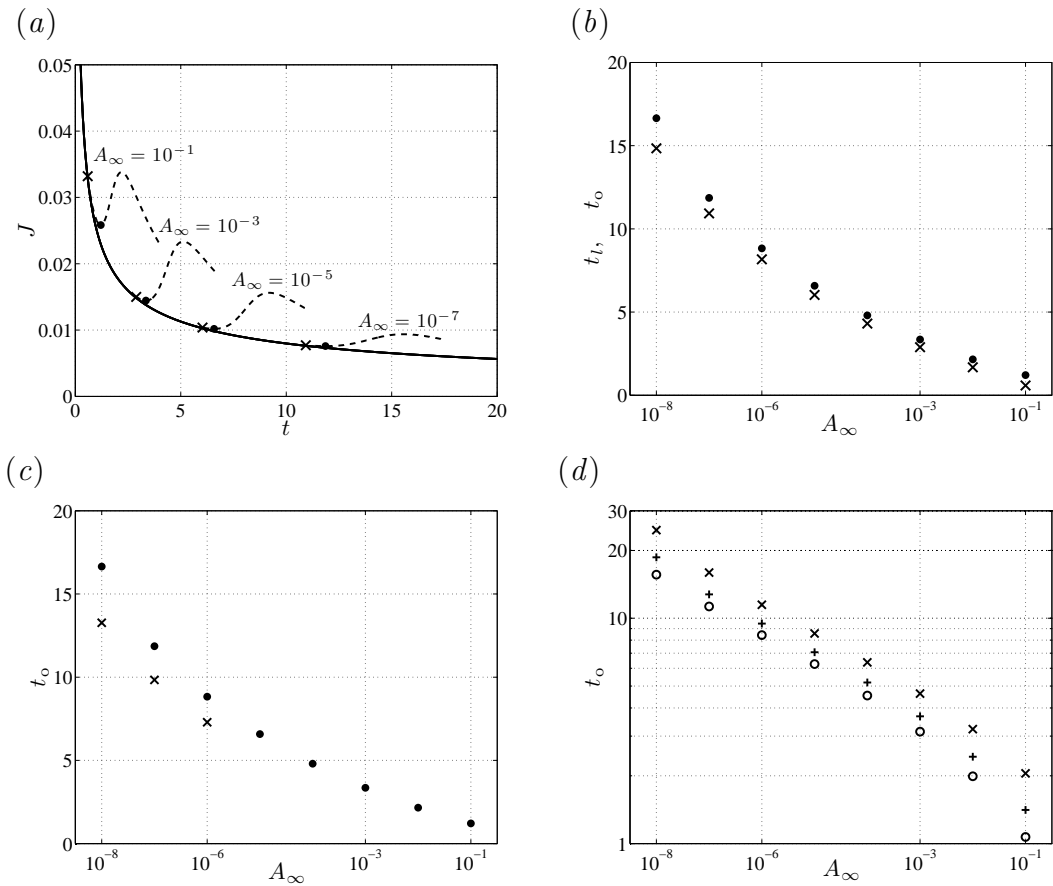 (a)
0.05
0.04
0.03
0.02
0.01
0
J
A∞ = 10⁻¹
A∞ = 10⁻³
A∞ = 10⁻⁵
A∞ = 10⁻⁷
0 5 10 15 20
t
(b)
20
15
10
5
0
t_l, t_o
10⁻⁸ 10⁻⁶ 10⁻³ 10⁻¹
A∞
(c)
20
15
10
5
0
t_o
10⁻⁸ 10⁻⁶ 10⁻³ 10⁻¹
A∞
(d)
30
20
10
1
t_o
10⁻⁸ 10⁻⁶ 10⁻³ 10⁻¹
A∞